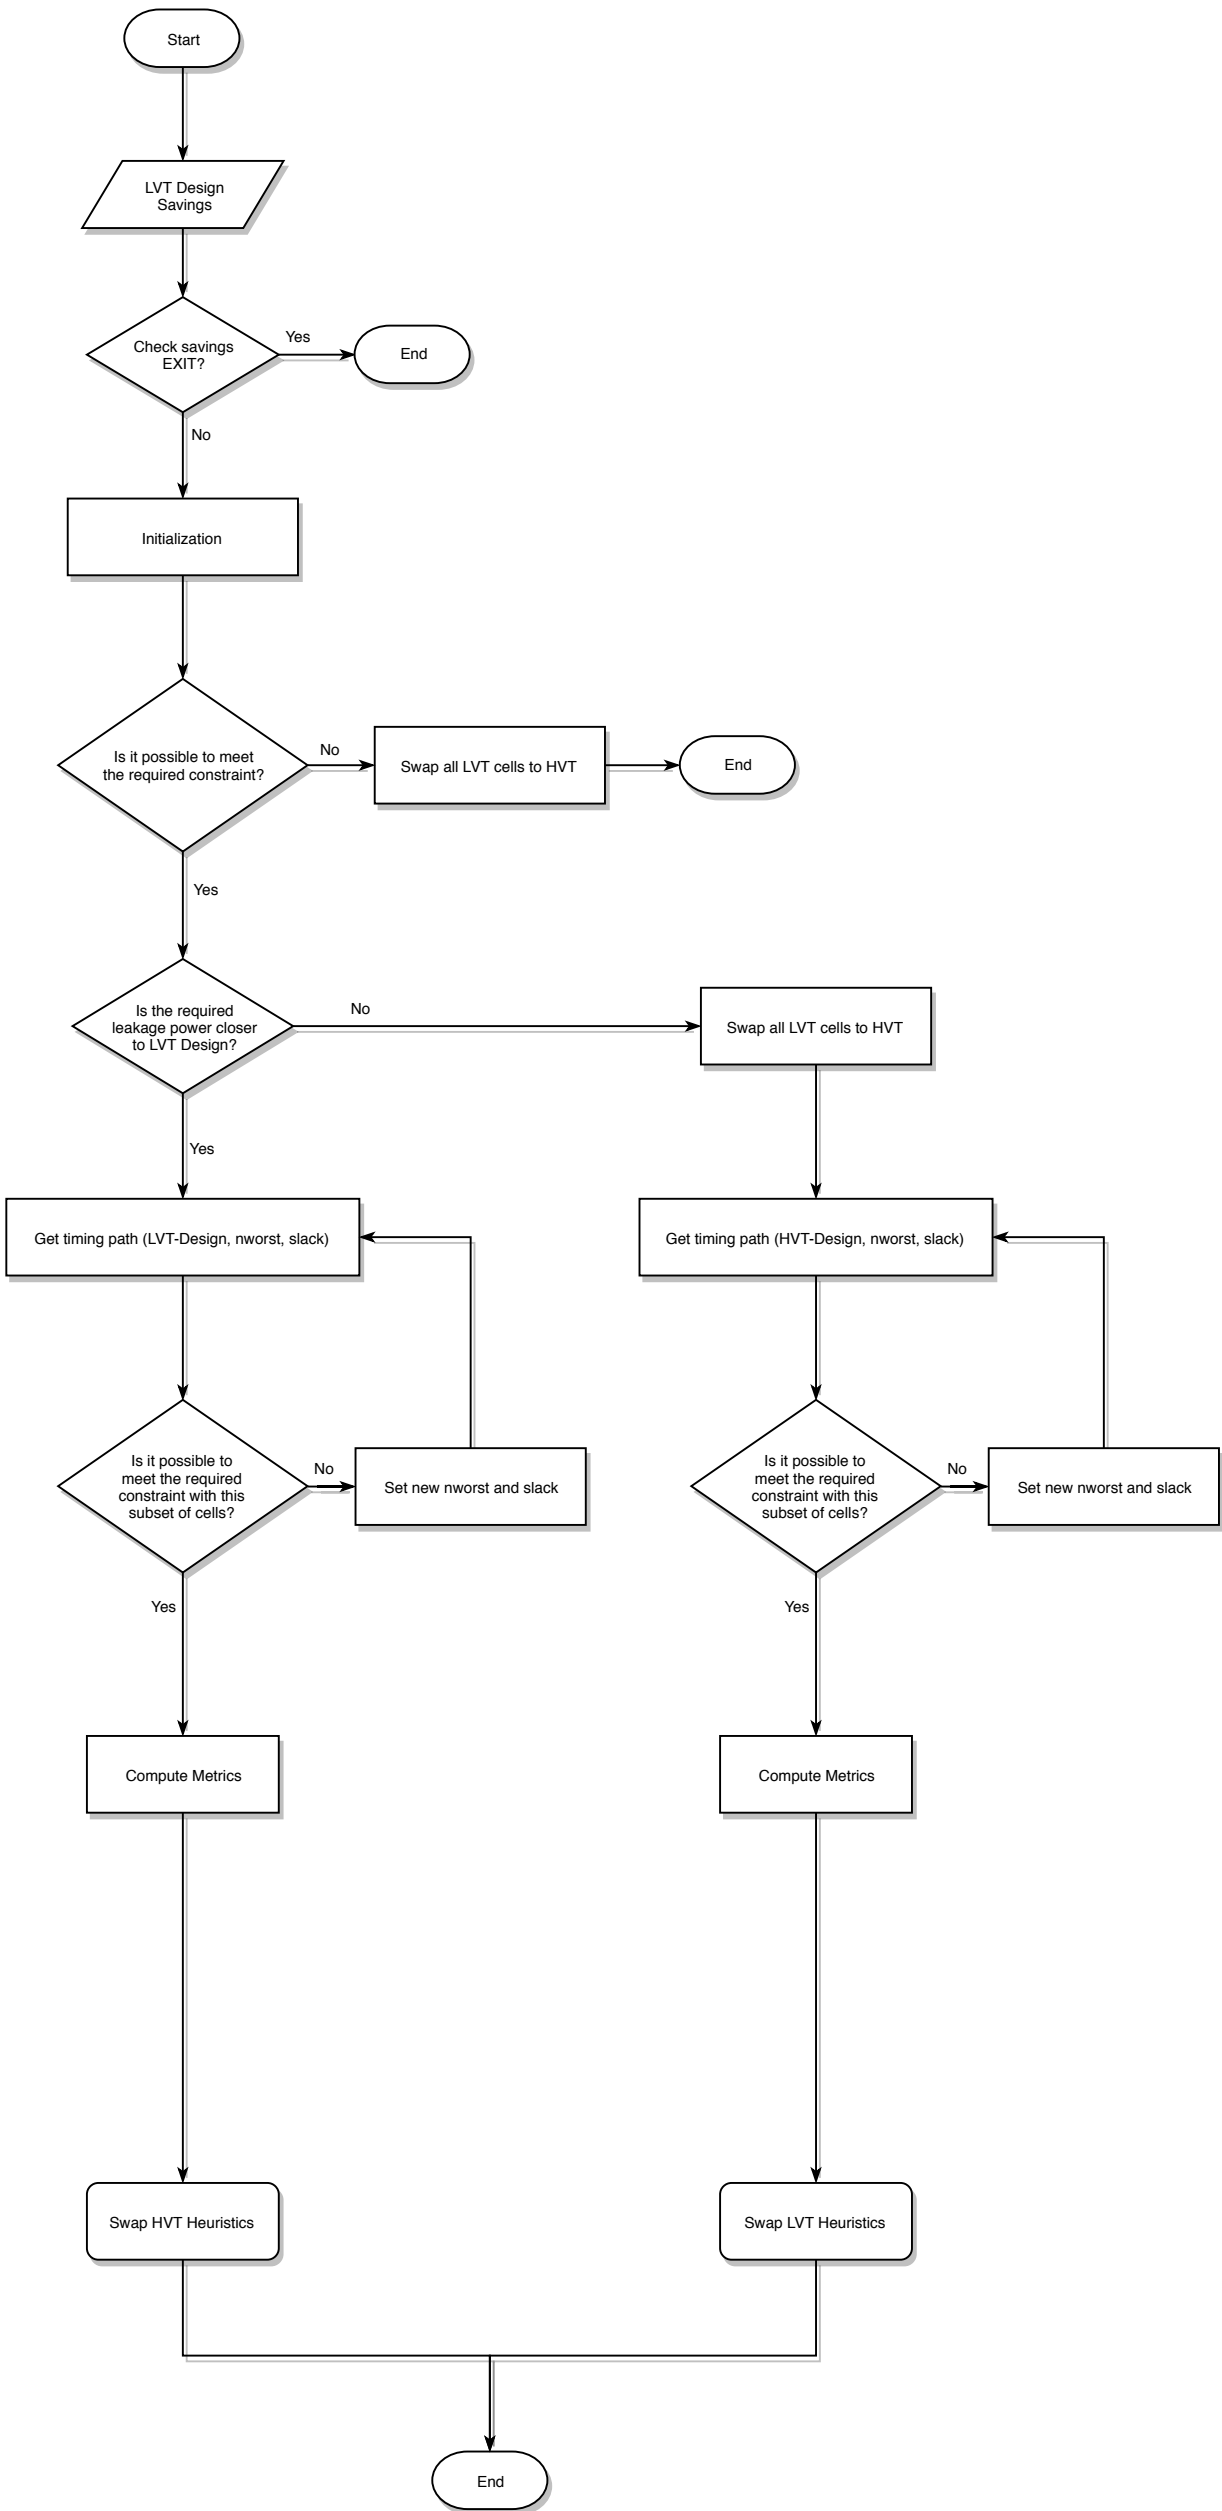 Start
LVT Design
Savings
Check savings
EXIT?
Yes
End
No
Initialization
Is it possible to meet
the required constraint?
No
Swap all LVT cells to HVT
End
Yes
Is the required
leakage power closer
to LVT Design?
No
Swap all LVT cells to HVT
Yes
Get timing path (LVT-Design, nworst, slack)
Get timing path (HVT-Design, nworst, slack)
Is it possible to
meet the required
constraint with this
subset of cells?
No
Set new nworst and slack
Is it possible to
meet the required
constraint with this
subset of cells?
No
Set new nworst and slack
Yes
Yes
Compute Metrics
Compute Metrics
Swap HVT Heuristics
Swap LVT Heuristics
End